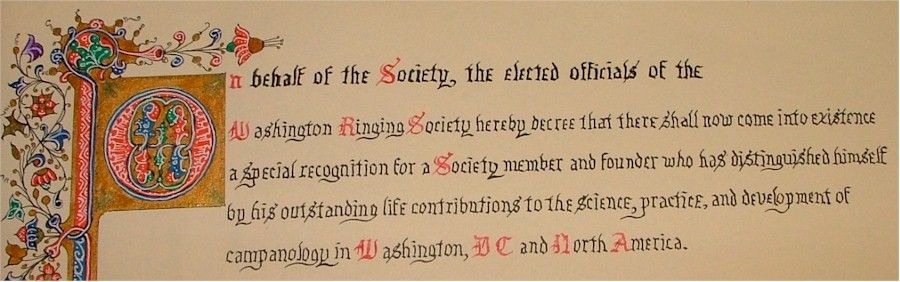 On behalf of the Society, the elected officials of the
Washington Ringing Society hereby decree that there shall now come into existence
a special recognition for a Society member and founder who has distinguished himself
by his outstanding life contributions to the science, practice, and development of
campanology in Washington, DC and North America.